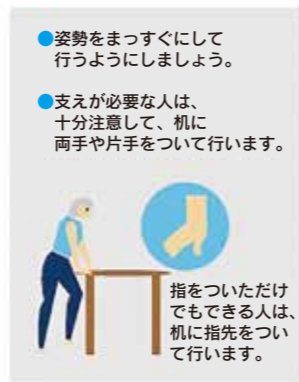 ●姿勢をまっすぐにして
行うようにしましょう。
●支えが必要な人は、
十分注意して、机に
両手や片手をついて行います。
指をついただけ
でもできる人は、
机に指先をつい
て行います。